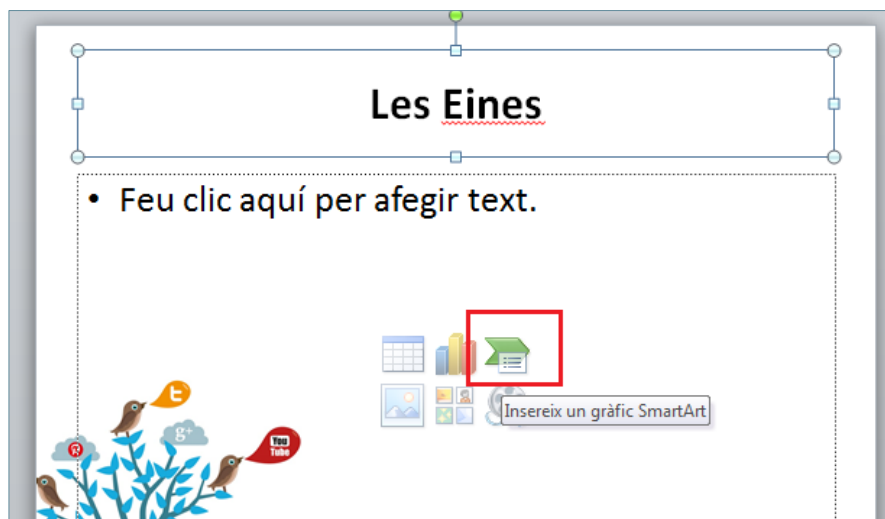 Les Eines
• Feu clic aquí per afegir text.
Insereix un gràfic SmartArt
g+
You
Tube